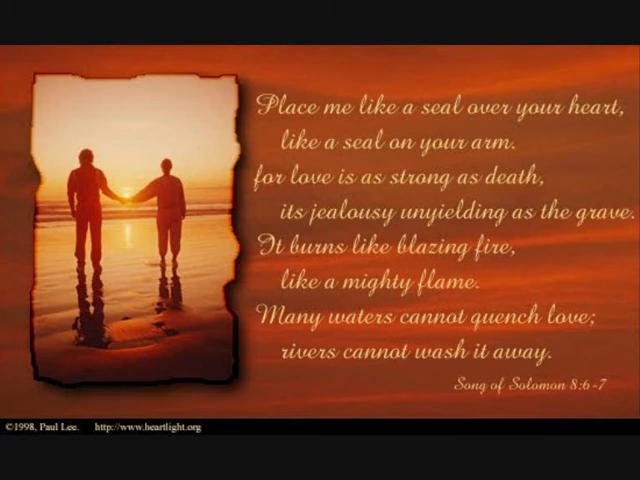 Place me like a seal over your heart,
like a seal on your arm.
for love is as strong as death,
its jealousy unyielding as the grave.
It burns like blazing fire,
like a mighty flame.
Many waters cannot quench love;
rivers cannot wash it away.
Song of Solomon 8:6-7
©1998, Paul Lee. http://www.heartlight.org